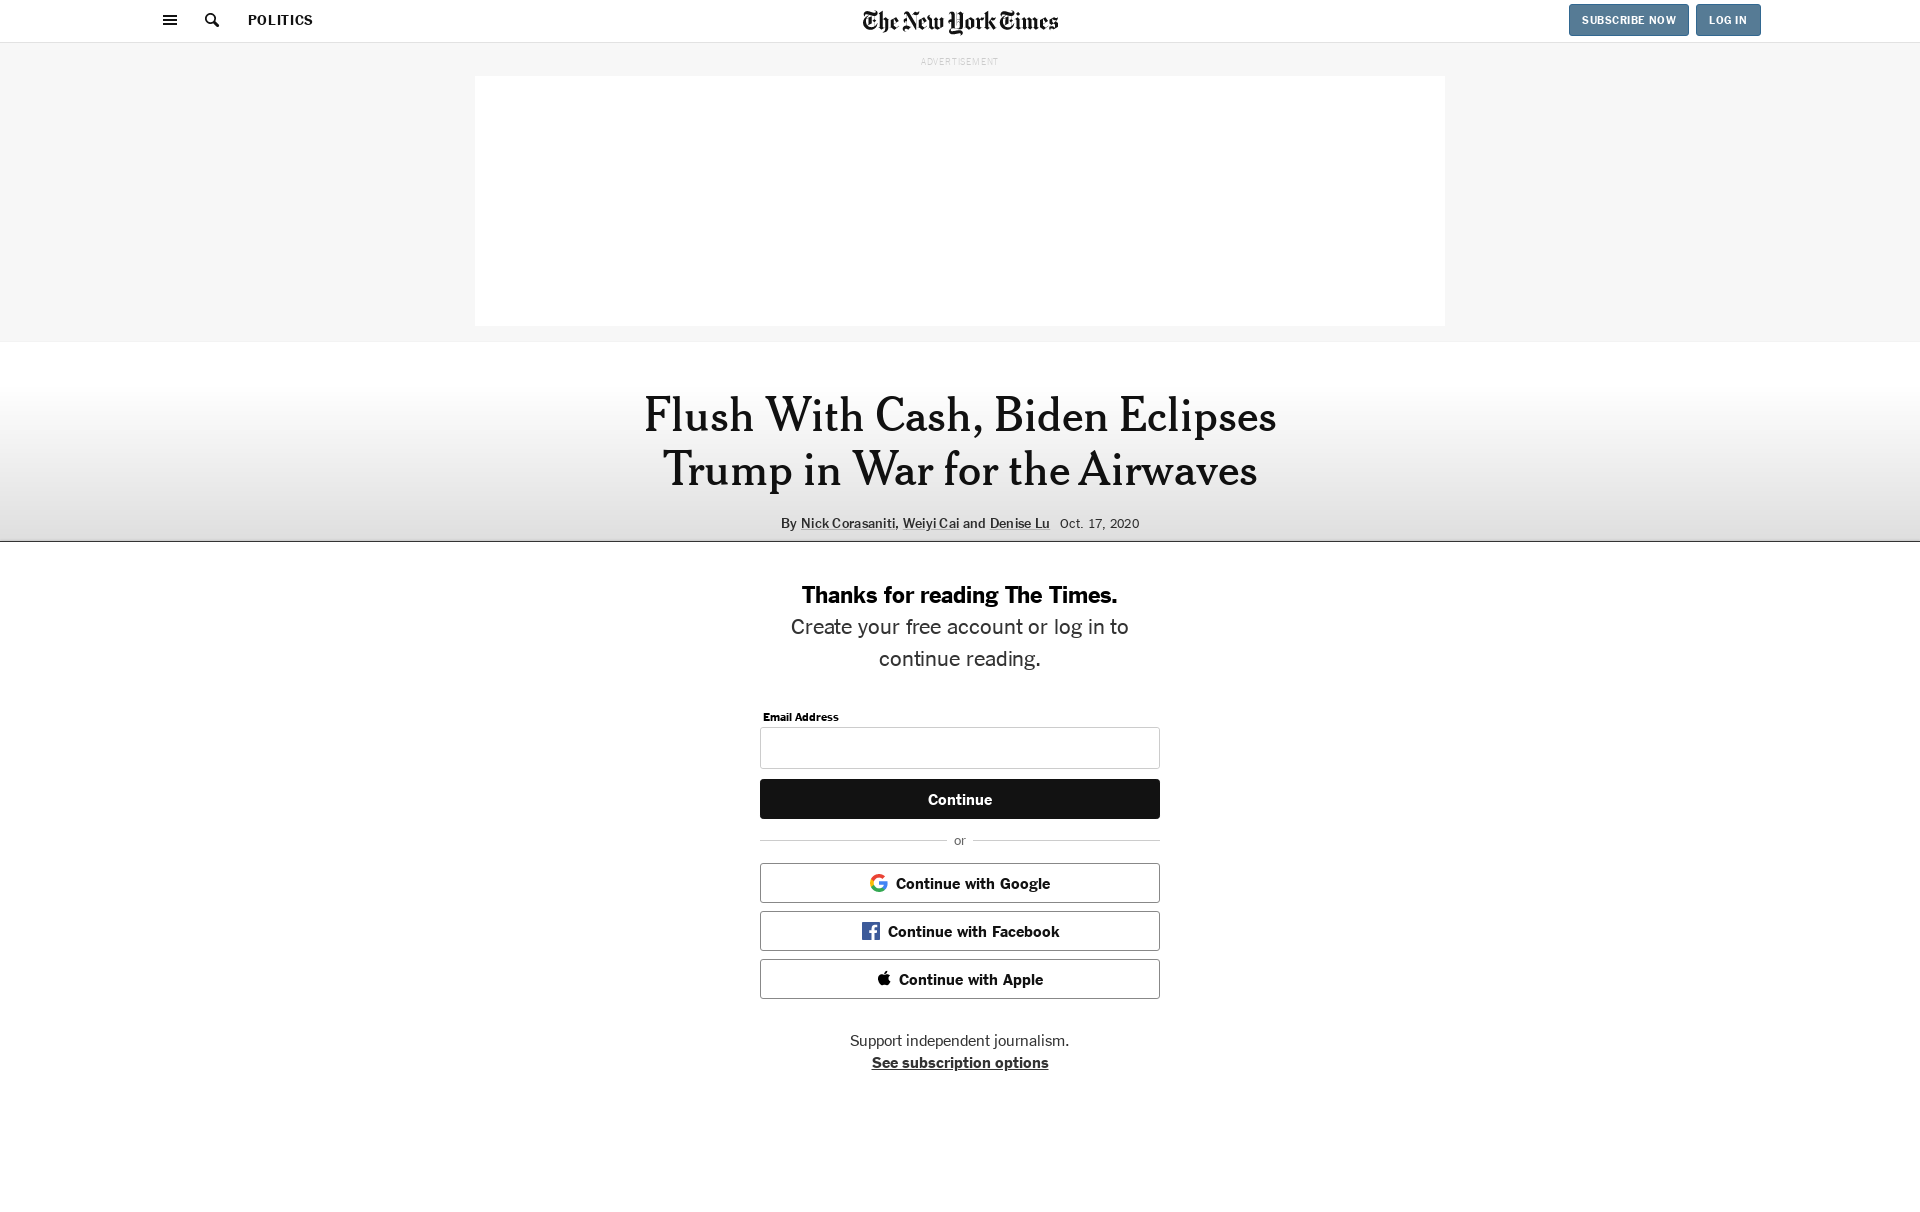 POLITICS
The New York Times
SUBSCRIBE NOW
LOG IN
ADVERTISEMENT
Flush With Cash, Biden Eclipses
Trump in War for the Airwaves
By Nick Corasaniti, Weiyi Cai and Denise Lu Oct. 17, 2020
Thanks for reading The Times.
Create your free account or log in to
continue reading.
Email Address
Continue
or
Continue with Google
Continue with Facebook
Continue with Apple
Support independent journalism.
See subscription options